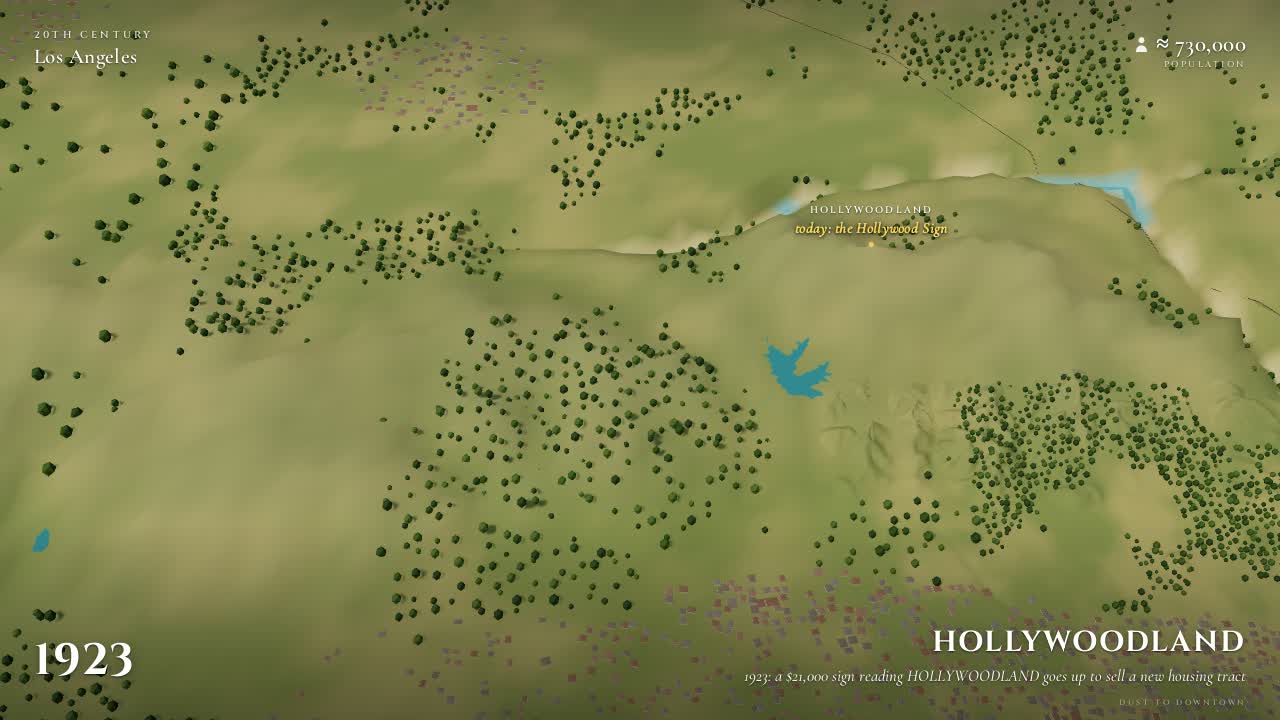 20TH CENTURY
Los Angeles
≈ 730,000
POPULATION
HOLLYWOODLAND
today: the Hollywood Sign
1923
HOLLYWOODLAND
1923: a $21,000 sign reading HOLLYWOODLAND goes up to sell a new housing tract
DUST TO DOWNTOWN